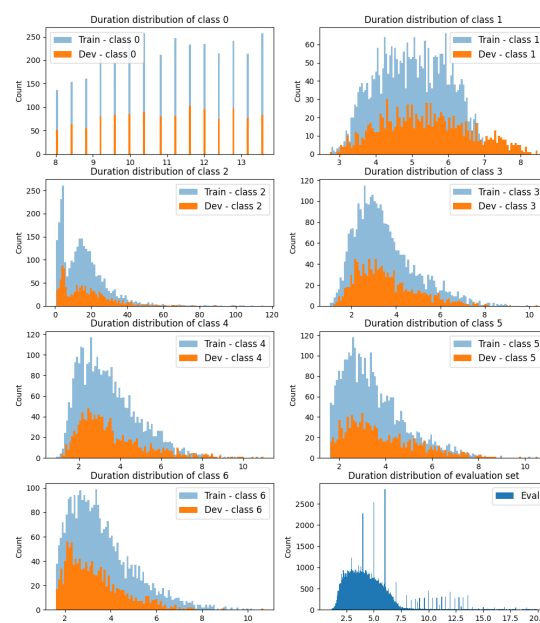 Duration distribution of class 0
Count
250
200
150
100
50
0
Train - class 0
Dev - class 0
8 9 10 11 12 13
Duration distribution of class 1
Count
60
50
40
30
20
10
0
Train - class 1
Dev - class 1
3 4 5 6 7 8
Duration distribution of class 2
Count
250
200
150
100
50
0
Train - class 2
Dev - class 2
0 20 40 60 80 100 120
Duration distribution of class 3
Count
120
100
80
60
40
20
0
Train - class 3
Dev - class 3
2 4 6 8 10
Duration distribution of class 4
Count
120
100
80
60
40
20
0
Train - class 4
Dev - class 4
2 4 6 8 10
Duration distribution of class 5
Count
120
100
80
60
40
20
0
Train - class 5
Dev - class 5
2 4 6 8 10
Duration distribution of class 6
Count
100
80
60
40
20
0
Train - class 6
Dev - class 6
2 4 6 8 10
Duration distribution of evaluation set
Count
2500
2000
1500
1000
500
0
Eval
2.5 5.0 7.5 10.0 12.5 15.0 17.5 20.